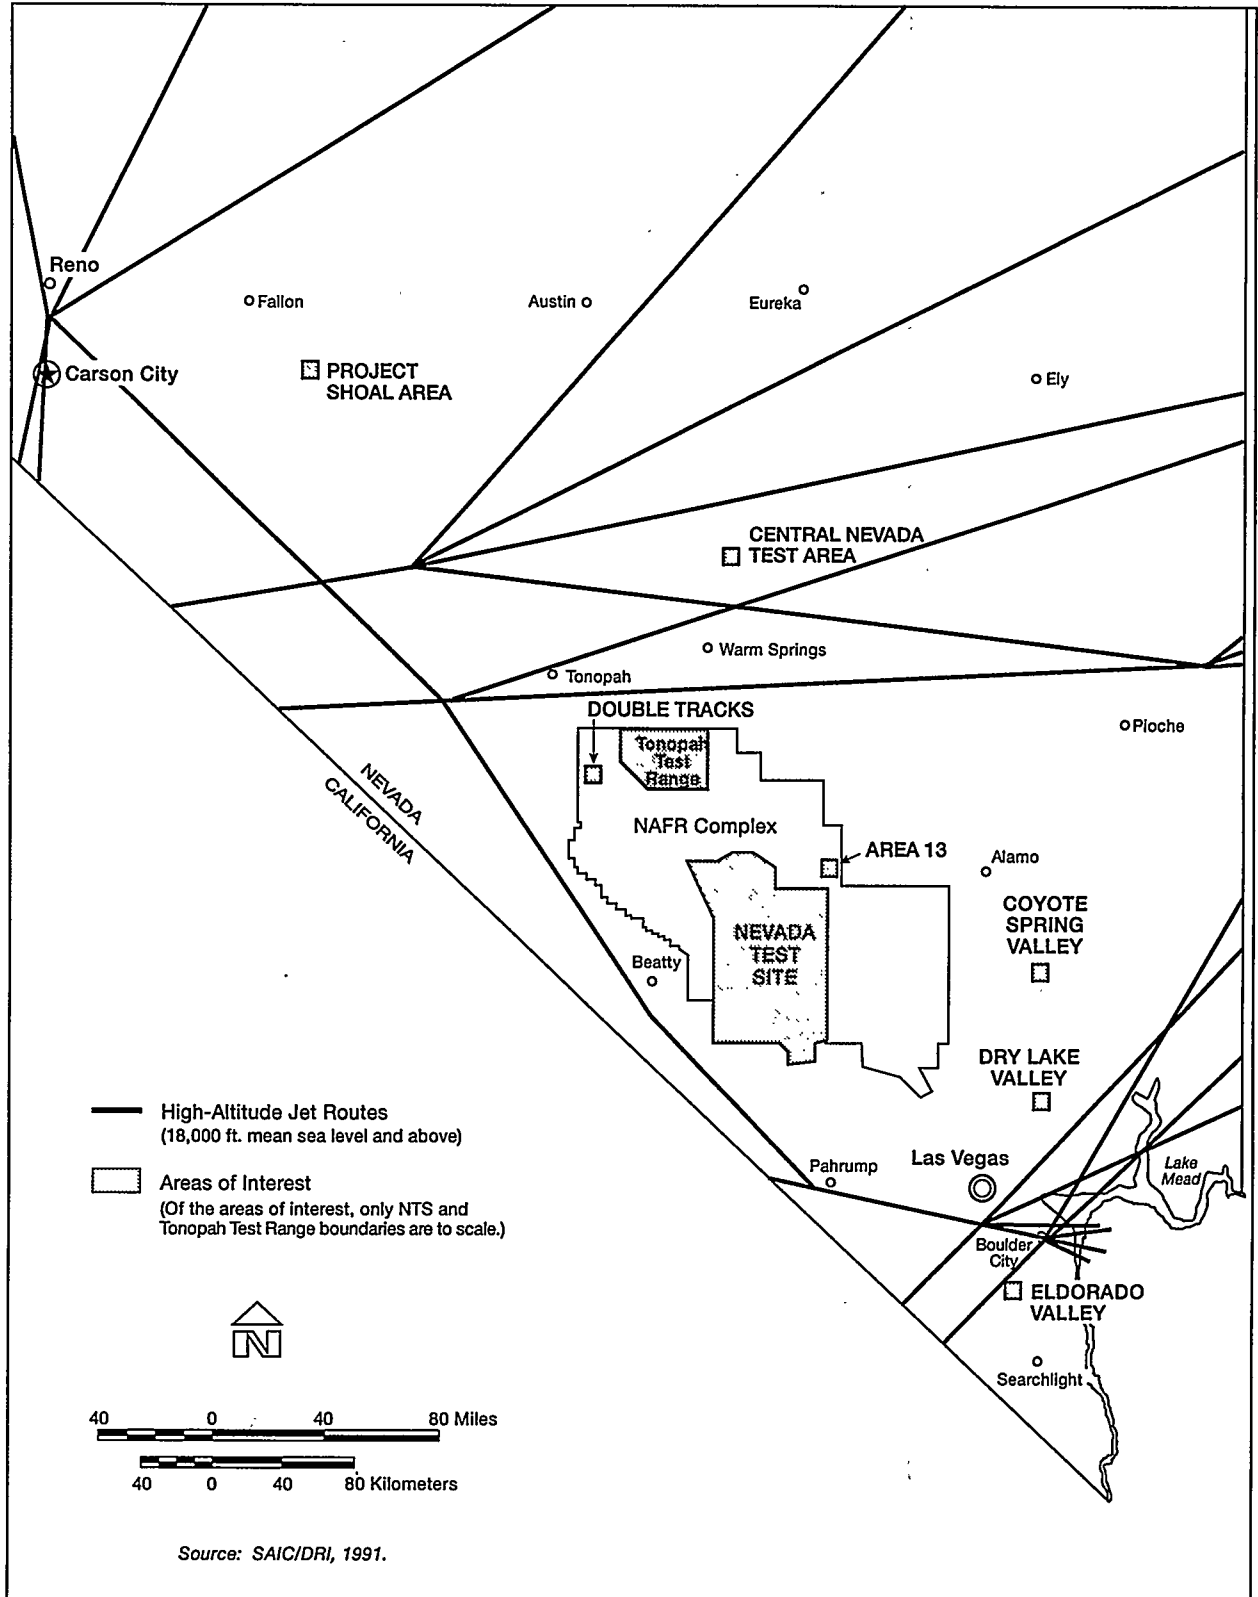 Reno
Fallon
Austin
Eureka
Carson City
PROJECT
SHOAL AREA
Ely
CENTRAL NEVADA
TEST AREA
Warm Springs
Tonopah
DOUBLE TRACKS
Pioche
Tonopah
Test
Range
NEVADA
CALIFORNIA
NAFR Complex
AREA 13
Alamo
COYOTE
SPRING
VALLEY
NEVADA
TEST
SITE
Beatty
DRY LAKE
VALLEY
High-Altitude Jet Routes
(18,000 ft. mean sea level and above)
Areas of Interest
(Of the areas of interest, only NTS and
Tonopah Test Range boundaries are to scale.)
Pahrump
Las Vegas
Lake
Mead
Boulder
City
ELDORADO
VALLEY
N
Searchlight
40 0 40 80 Miles
40 0 40 80 Kilometers
Source: SAIC/DRI, 1991.